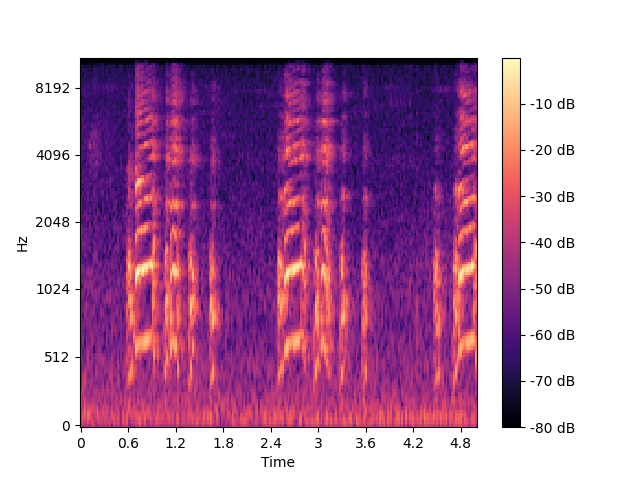 8192
4096
2048
1024
512
0
Hz
0 0.6 1.2 1.8 2.4 3 3.6 4.2 4.8
Time
-10 dB
-20 dB
-30 dB
-40 dB
-50 dB
-60 dB
-70 dB
-80 dB